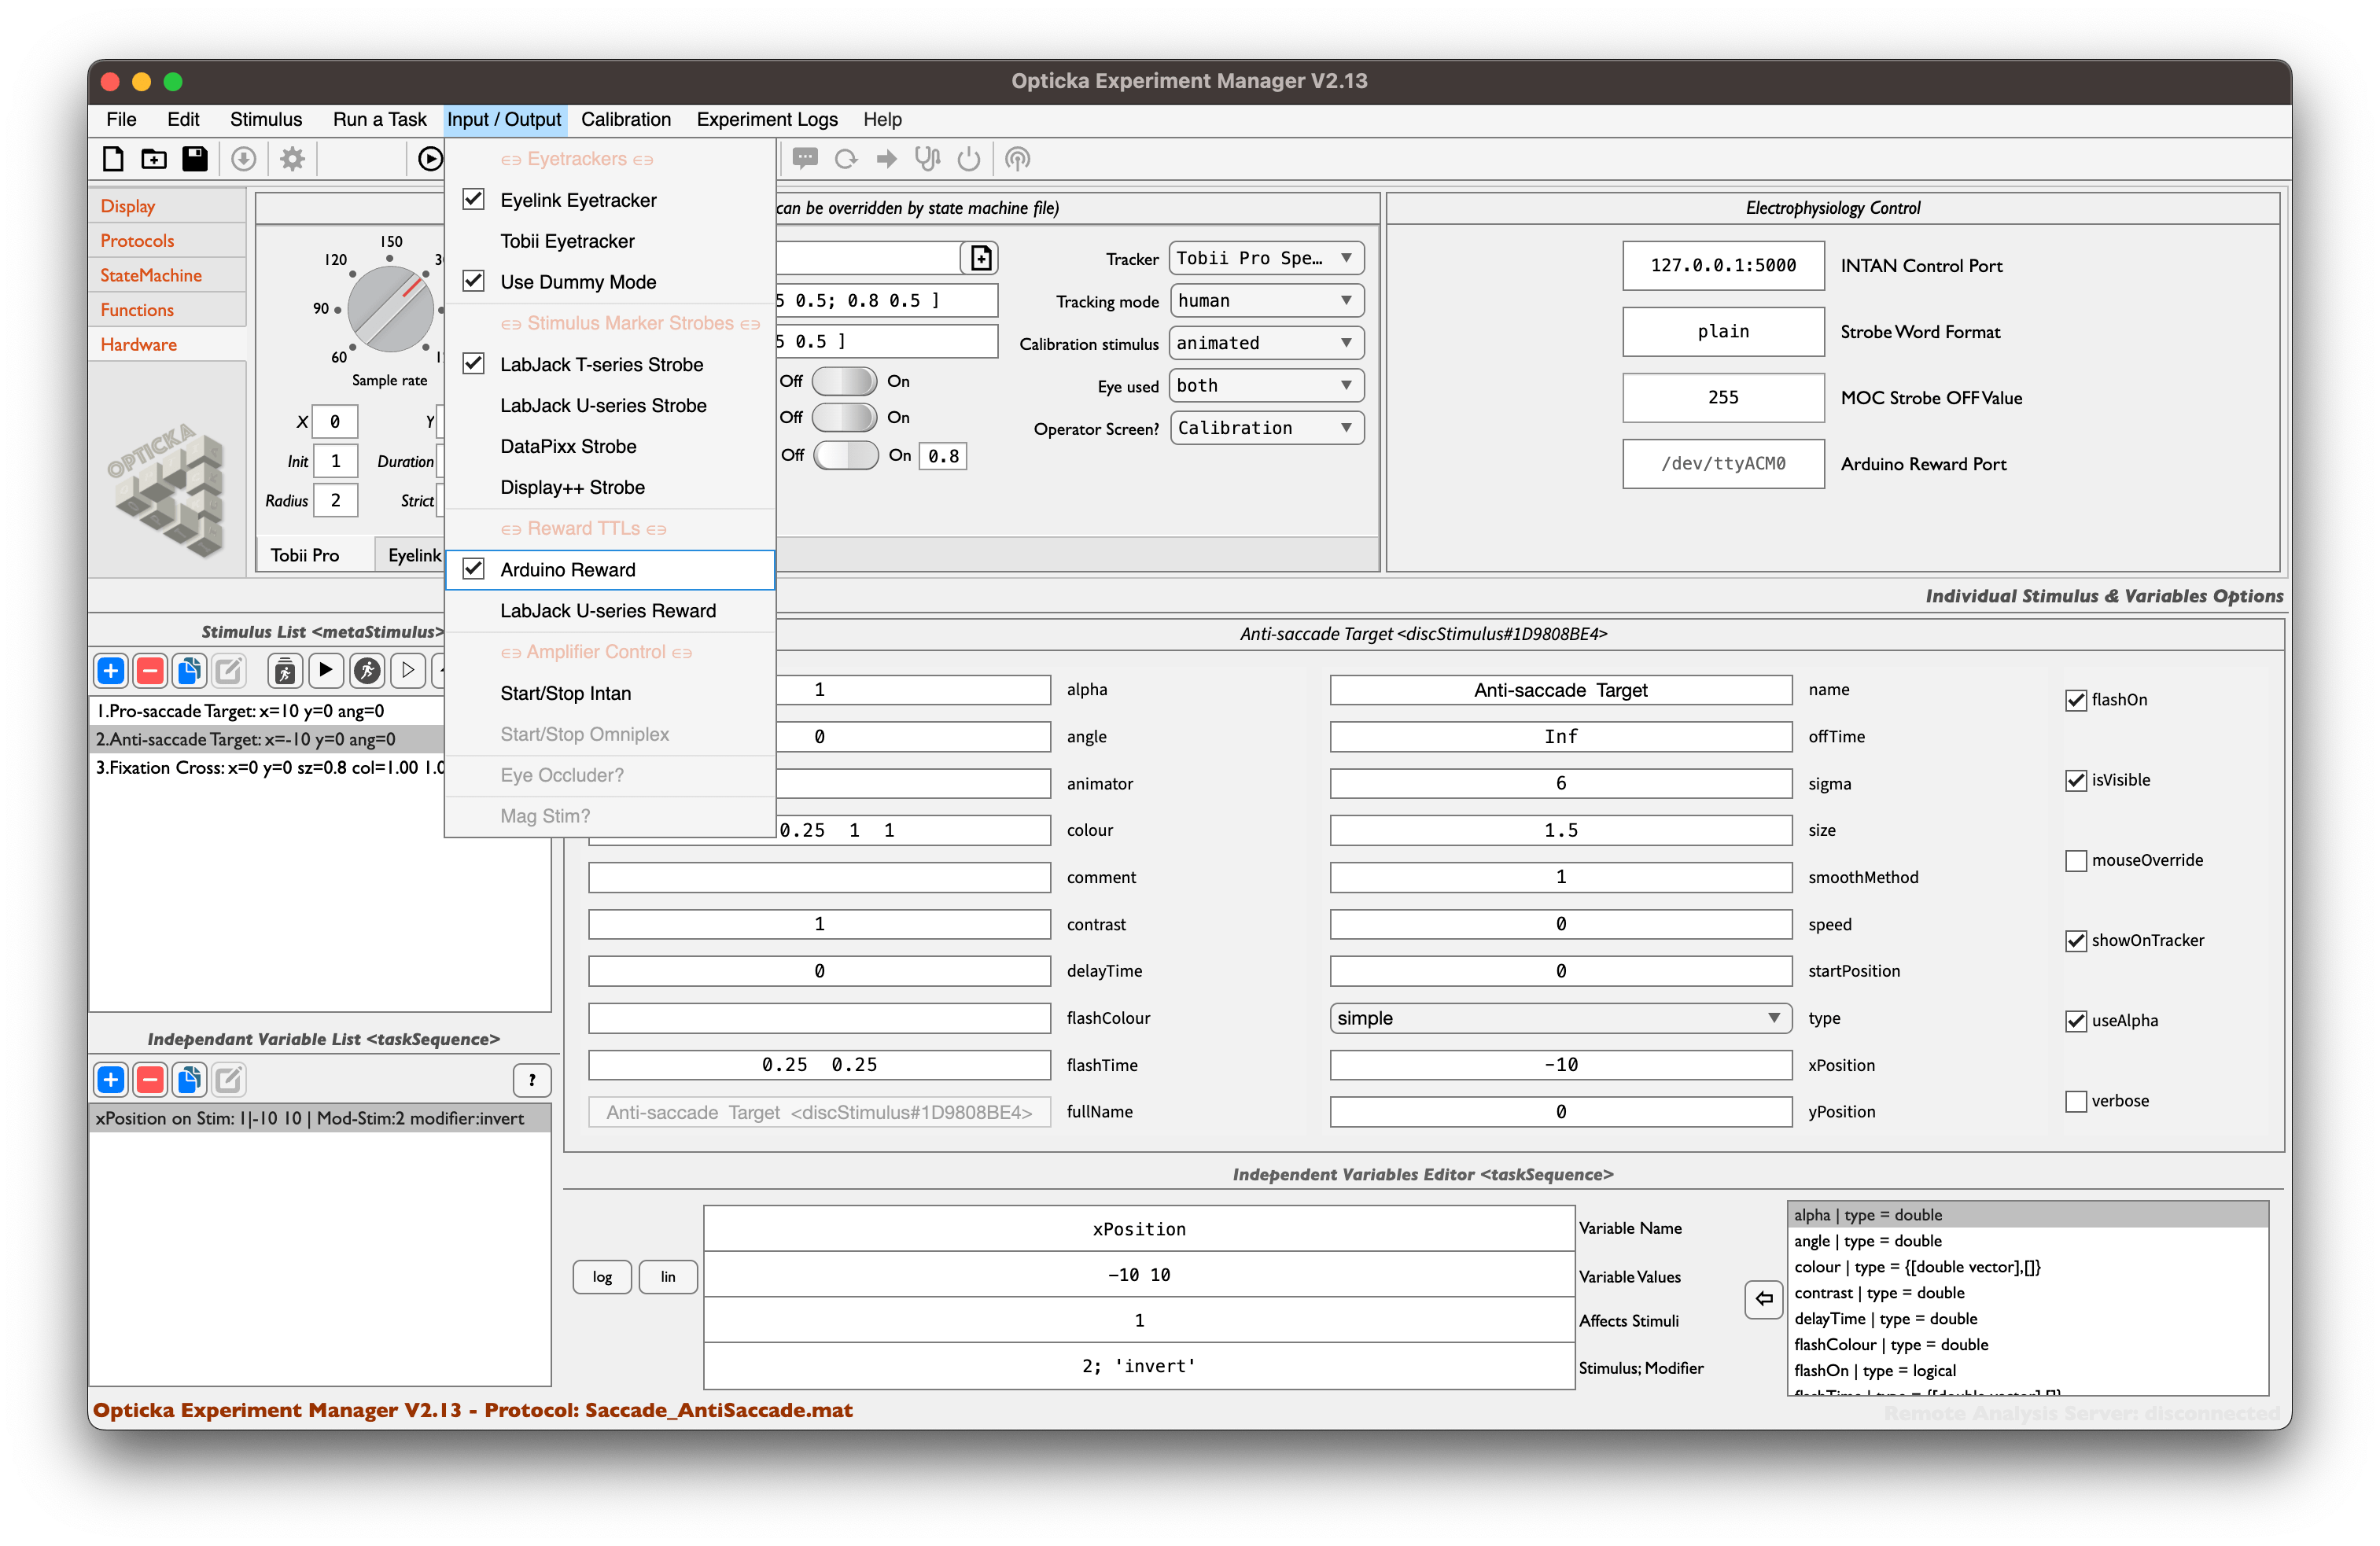 Opticka Experiment Manager V2.13
File Edit Stimulus Run a Task Input / Output Calibration Experiment Logs Help
∈∋ Eyetrackers ∈∋
Eyelink Eyetracker
Tobii Eyetracker
Use Dummy Mode
∈∋ Stimulus Marker Strobes ∈∋
LabJack T-series Strobe
LabJack U-series Strobe
DataPixx Strobe
Display++ Strobe
∈∋ Reward TTLs ∈∋
Arduino Reward
LabJack U-series Reward
∈∋ Amplifier Control ∈∋
Start/Stop Intan
Start/Stop Omniplex
Eye Occluder?
Mag Stim?
Display
Protocols
StateMachine
Functions
Hardware
OPTICKA
150
120
90
60
Sample rate
X 0 Y
Init 1 Duration
Radius 2 Strict
Tobii Pro Eyelink
can be overridden by state machine file)
5 0.5; 0.8 0.5 ]
5 0.5 ]
Off On
Off On
Off On 0.8
Tracker Tobii Pro Spe...
Tracking mode human
Calibration stimulus animated
Eye used both
Operator Screen? Calibration
Electrophysiology Control
127.0.0.1:5000 INTAN Control Port
plain Strobe Word Format
255 MOC Strobe OFF Value
/dev/ttyACM0 Arduino Reward Port
Individual Stimulus & Variables Options
Stimulus List <metaStimulus>
1.Pro-saccade Target: x=10 y=0 ang=0
2.Anti-saccade Target: x=-10 y=0 ang=0
3.Fixation Cross: x=0 y=0 sz=0.8 col=1.00 1.0
Independant Variable List <taskSequence>
?
xPosition on Stim: 1|-10 10 | Mod-Stim:2 modifier:invert
Anti-saccade Target <discStimulus#1D9808BE4>
1 alpha
0 angle
animator
0.25 1 1 colour
comment
1 contrast
0 delayTime
flashColour
0.25 0.25 flashTime
Anti-saccade Target <discStimulus#1D9808BE4> fullName
Anti-saccade Target name
Inf offTime
6 sigma
1.5 size
1 smoothMethod
0 speed
0 startPosition
simple type
-10 xPosition
0 yPosition
flashOn
isVisible
mouseOverride
showOnTracker
useAlpha
verbose
Independent Variables Editor <taskSequence>
log lin
xPosition Variable Name
-10 10 Variable Values
1 Affects Stimuli
2; 'invert' Stimulus; Modifier
alpha | type = double
angle | type = double
colour | type = {[double vector],[]}
contrast | type = double
delayTime | type = double
flashColour | type = double
flashOn | type = logical
flashTime | type = {[double vector],[]}
Opticka Experiment Manager V2.13 - Protocol: Saccade_AntiSaccade.mat
Remote Analysis Server: disconnected